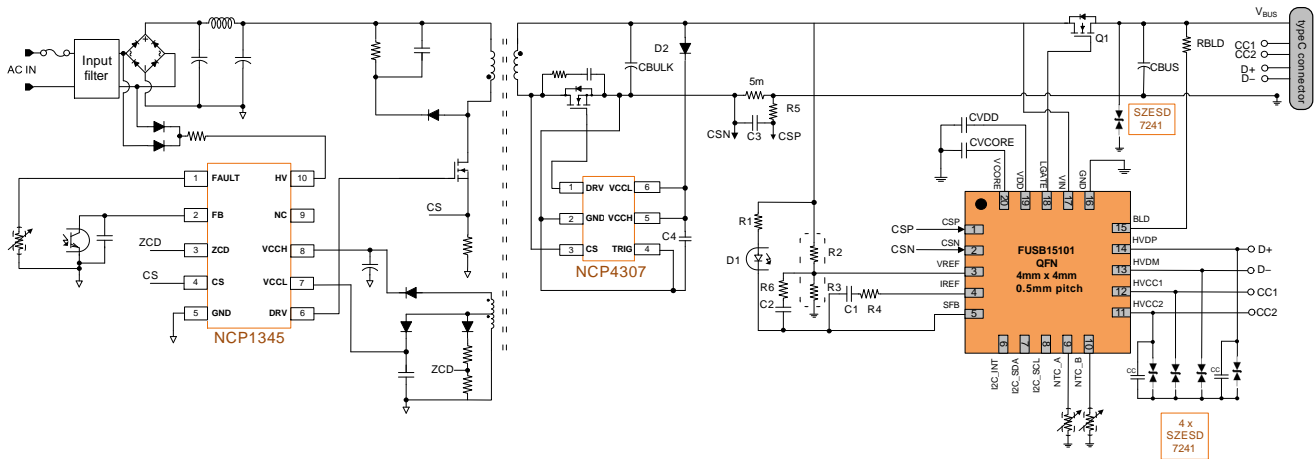 AC IN
Input
filter
1
FAULT
HV
10
2
FB
NC
9
3
ZCD
VCCH
8
4
CS
VCCL
7
5
GND
DRV
6
NCP1345
ZCD
CS
CS
ZCD
D2
CBULK
1
DRV
VCCL
6
2
GND
VCCH
5
3
CS
TRIG
4
NCP4307
C4
5m
R5
CSN
C3
CSP
R1
D1
R2
R3
R6
C2
C1
R4
Q1
VBUS
RBLD
CBUS
typeC connector
CC1
CC2
D+
D−
SZESD
7241
CVDD
CVCORE
VCORE
VDD
LGATE
VIN
GND
20
19
18
17
16
CSP
CSP
1
CSN
CSN
2
VREF
3
IREF
4
SFB
5
FUSB15101
QFN
4mm x 4mm
0.5mm pitch
BLD
15
HVDP
14
D+
HVDM
13
D−
HVCC1
12
CC1
HVCC2
11
CC2
6
7
8
9
10
I2C_INT
I2C_SDA
I2C_SCL
NTC_A
NTC_B
CC
CC
4 x
SZESD
7241